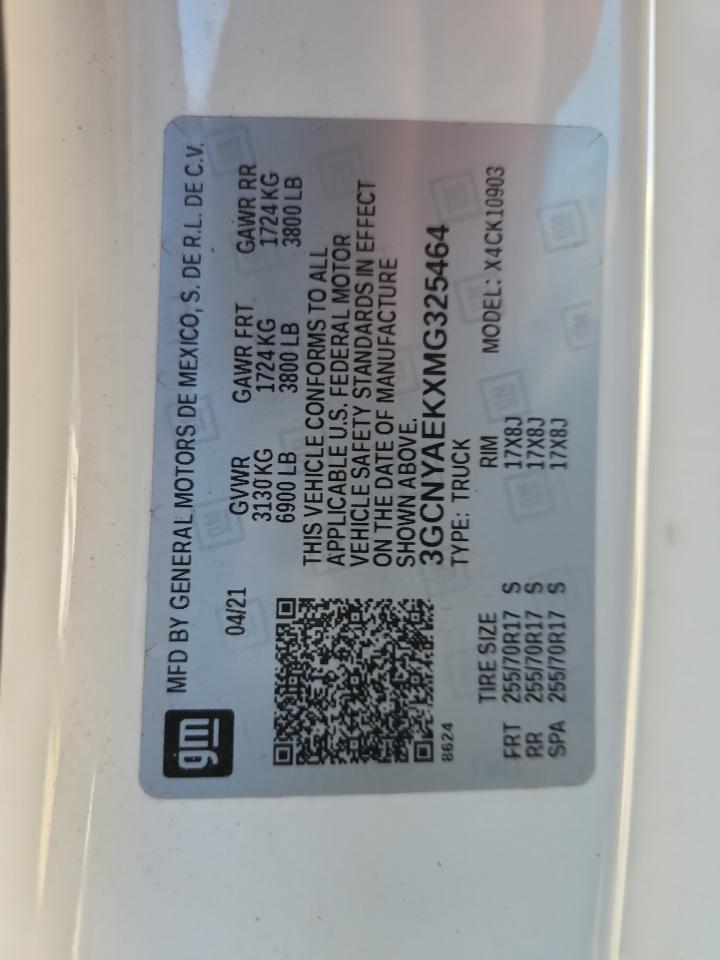 gm
MFD BY GENERAL MOTORS DE MEXICO, S. DE R.L. DE C.V.
04/21 GVWR GAWR FRT GAWR RR
3130 KG 1724 KG 1724 KG
6900 LB 3800 LB 3800 LB
THIS VEHICLE CONFORMS TO ALL
APPLICABLE U.S. FEDERAL MOTOR
VEHICLE SAFETY STANDARDS IN EFFECT
ON THE DATE OF MANUFACTURE
SHOWN ABOVE.
3GCNYAEKXMG325464
8624
TYPE: TRUCK
MODEL: X4CK10903
TIRE SIZE RIM
FRT 255/70R17 S 17X8J
RR 255/70R17 S 17X8J
SPA 255/70R17 S 17X8J